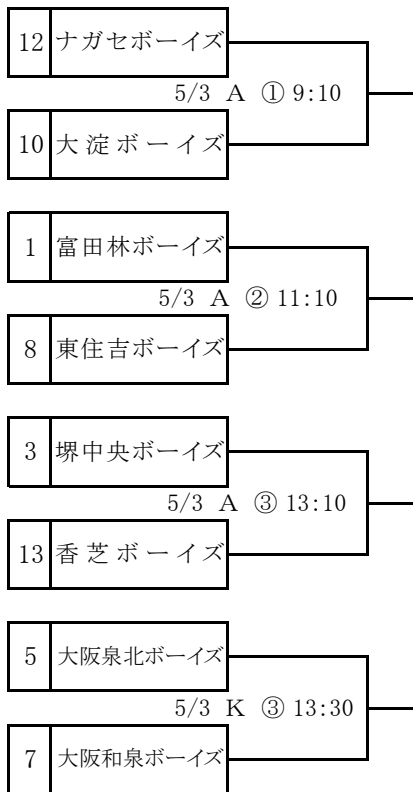 12 ナガセボーイズ
5/3 A ① 9:10
10 大淀ボーイズ
1 富田林ボーイズ
5/3 A ② 11:10
8 東住吉ボーイズ
3 堺中央ボーイズ
5/3 A ③ 13:10
13 香芝ボーイズ
5 大阪泉北ボーイズ
5/3 K ③ 13:30
7 大阪和泉ボーイズ